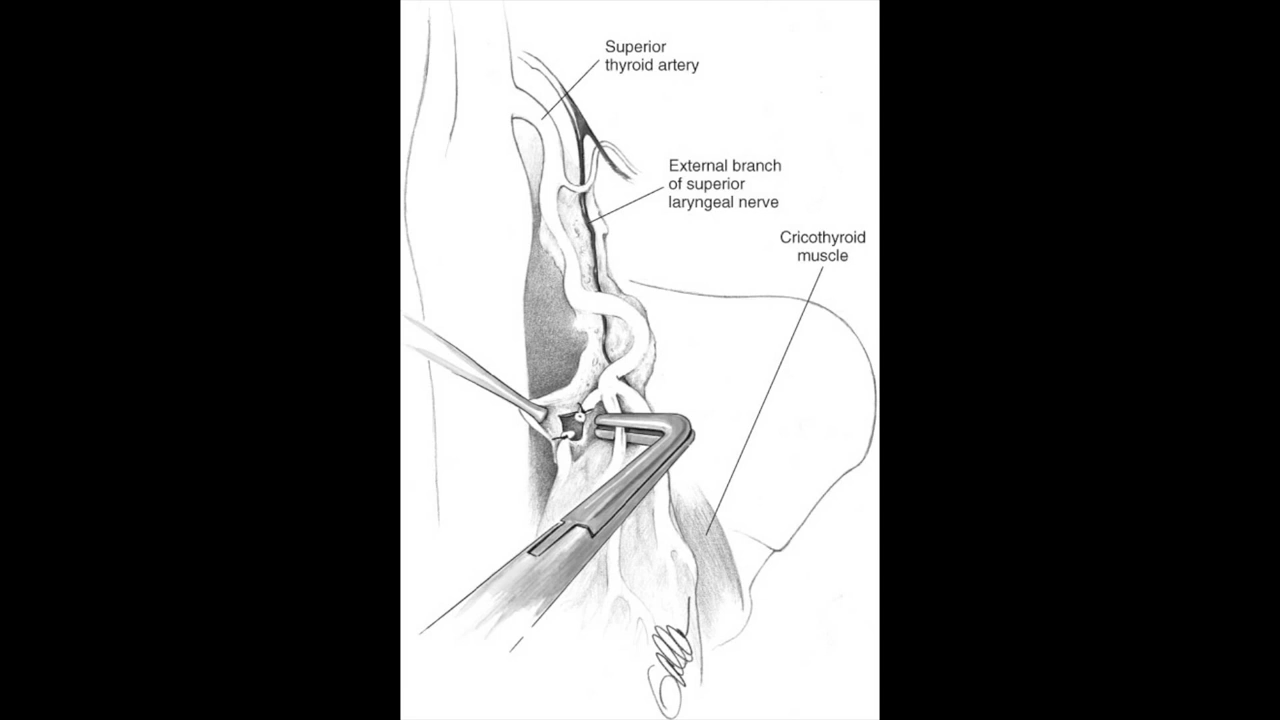 Superior
thyroid artery
External branch
of superior
laryngeal nerve
Cricothyroid
muscle